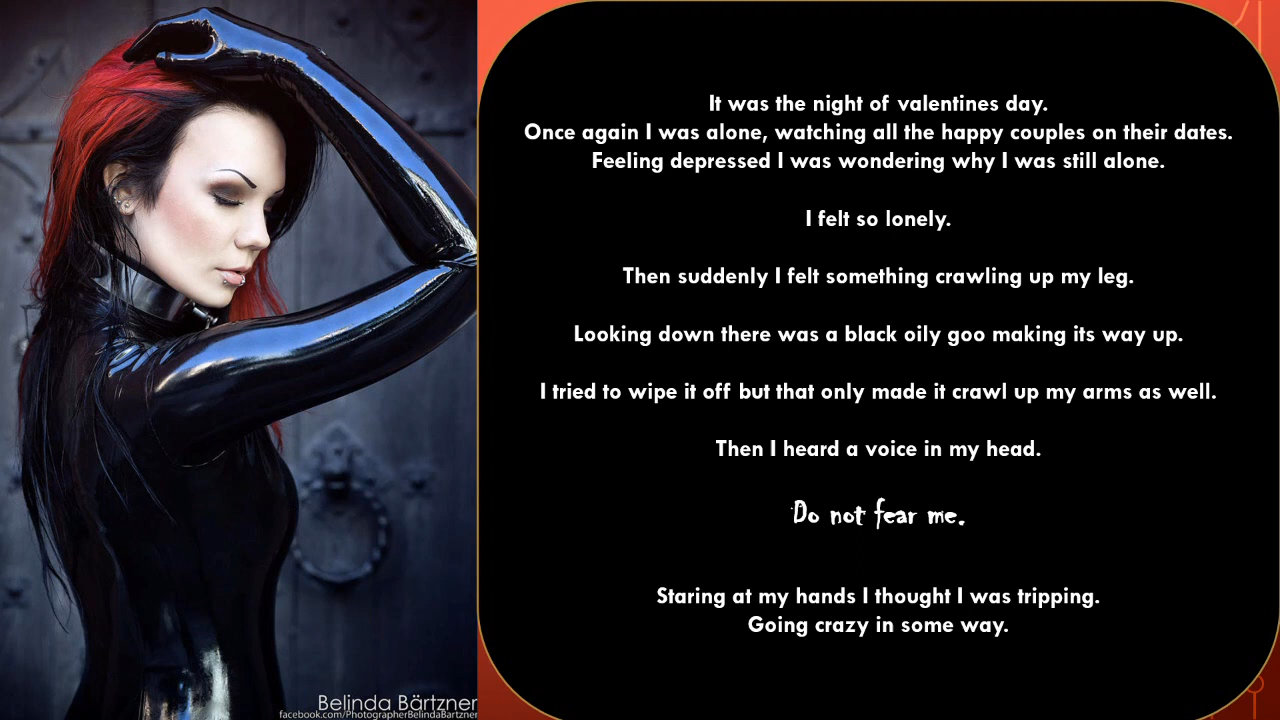 It was the night of valentines day.
Once again I was alone, watching all the happy couples on their dates.
Feeling depressed I was wondering why I was still alone.
I felt so lonely.
Then suddenly I felt something crawling up my leg.
Looking down there was a black oily goo making its way up.
I tried to wipe it off but that only made it crawl up my arms as well.
Then I heard a voice in my head.
Do not fear me.
Staring at my hands I thought I was tripping.
Going crazy in some way.
Belinda Bärtzner
facebook.com/PhotographerBelindaBartzner